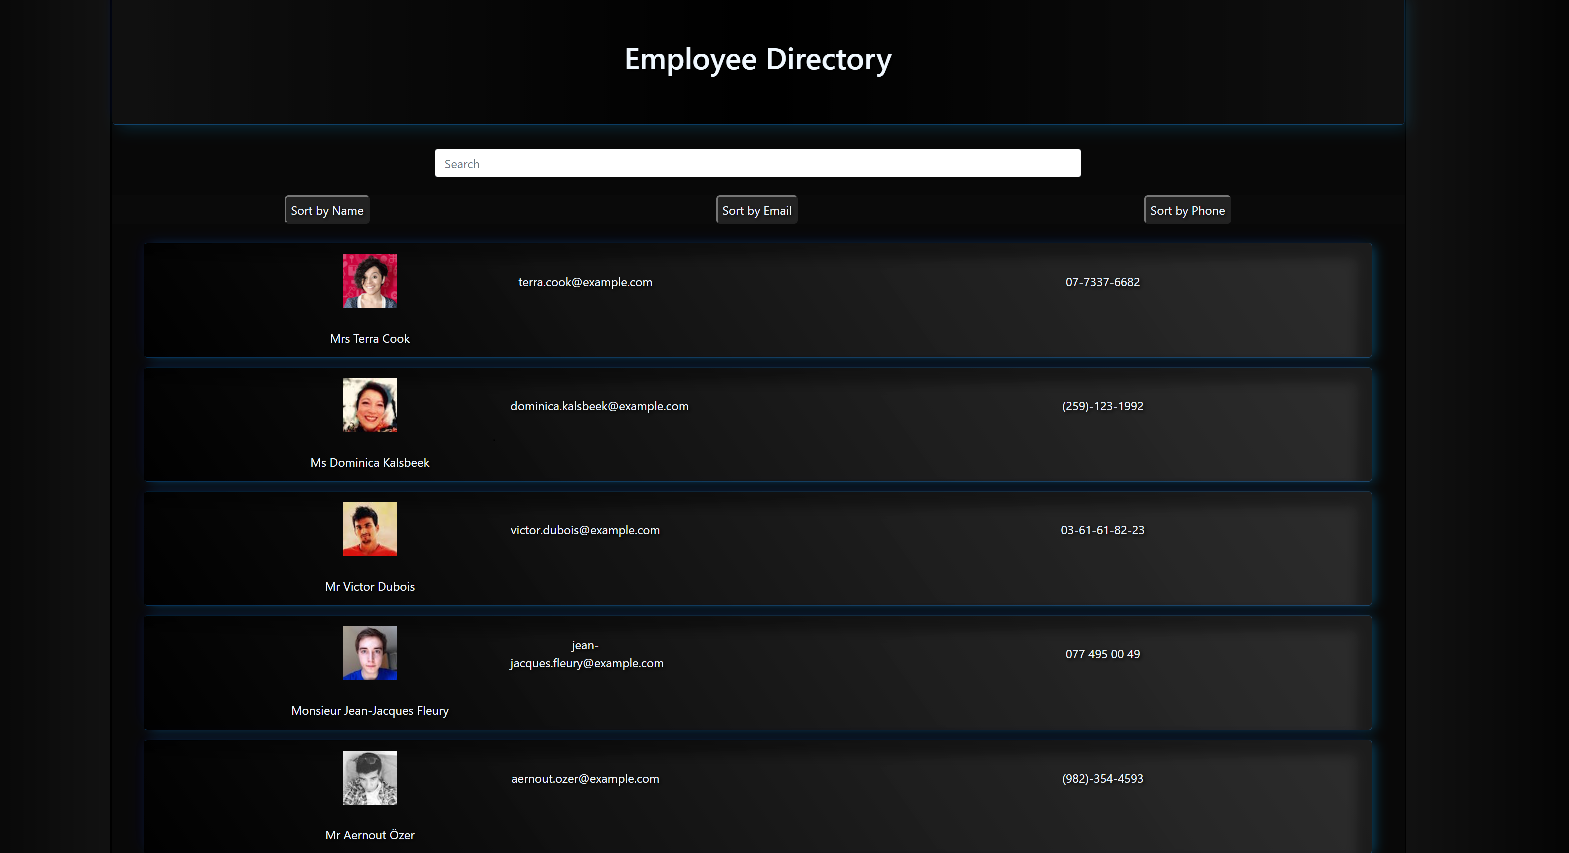 Employee Directory
Search
Sort by Name
Sort by Email
Sort by Phone
terra.cook@example.com
07-7337-6682
Mrs Terra Cook
dominica.kalsbeek@example.com
(259)-123-1992
Ms Dominica Kalsbeek
victor.dubois@example.com
03-61-61-82-23
Mr Victor Dubois
jean-
jacques.fleury@example.com
077 495 00 49
Monsieur Jean-Jacques Fleury
aernout.ozer@example.com
(982)-354-4593
Mr Aernout Özer